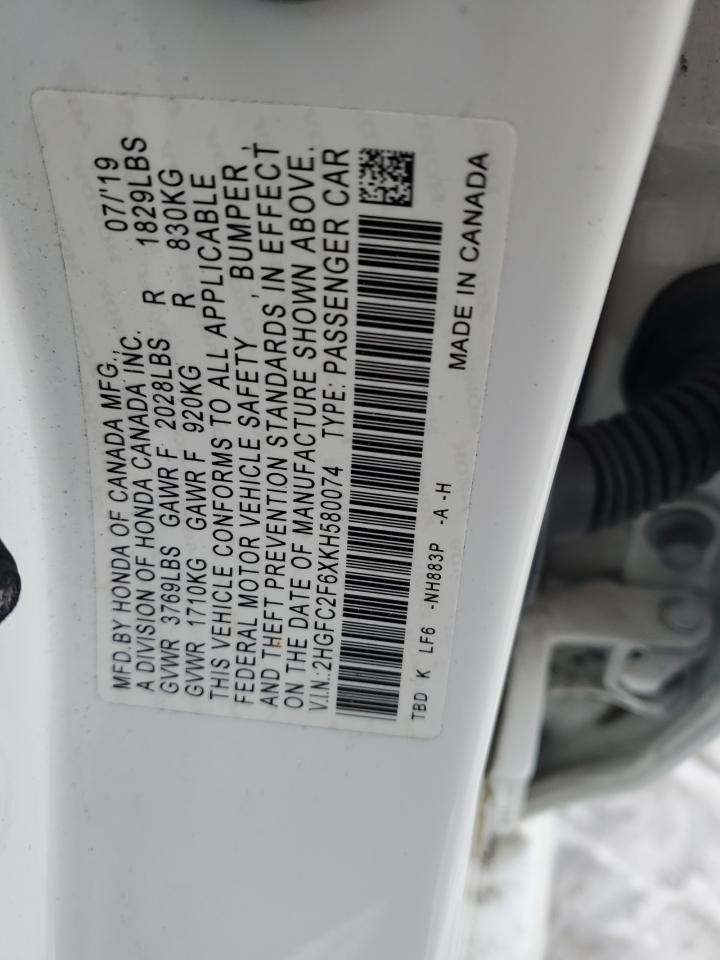 MFD.BY HONDA OF CANADA MFG., 07/'19
A DIVISION OF HONDA CANADA INC.
GVWR 3769LBS GAWR F 2028LBS R 1829LBS
GVWR 1710KG GAWR F 920KG R 830KG
THIS VEHICLE CONFORMS TO ALL APPLICABLE
FEDERAL MOTOR VEHICLE SAFETY , BUMPER ,
AND THEFT PREVENTION STANDARDS, IN EFFECT
ON THE DATE OF MANUFACTURE SHOWN ABOVE.
V.I.N.:2HGFC2F6XKH580074 TYPE: PASSENGER CAR
TBD K LF6 -NH883P -A -H
MADE IN CANADA